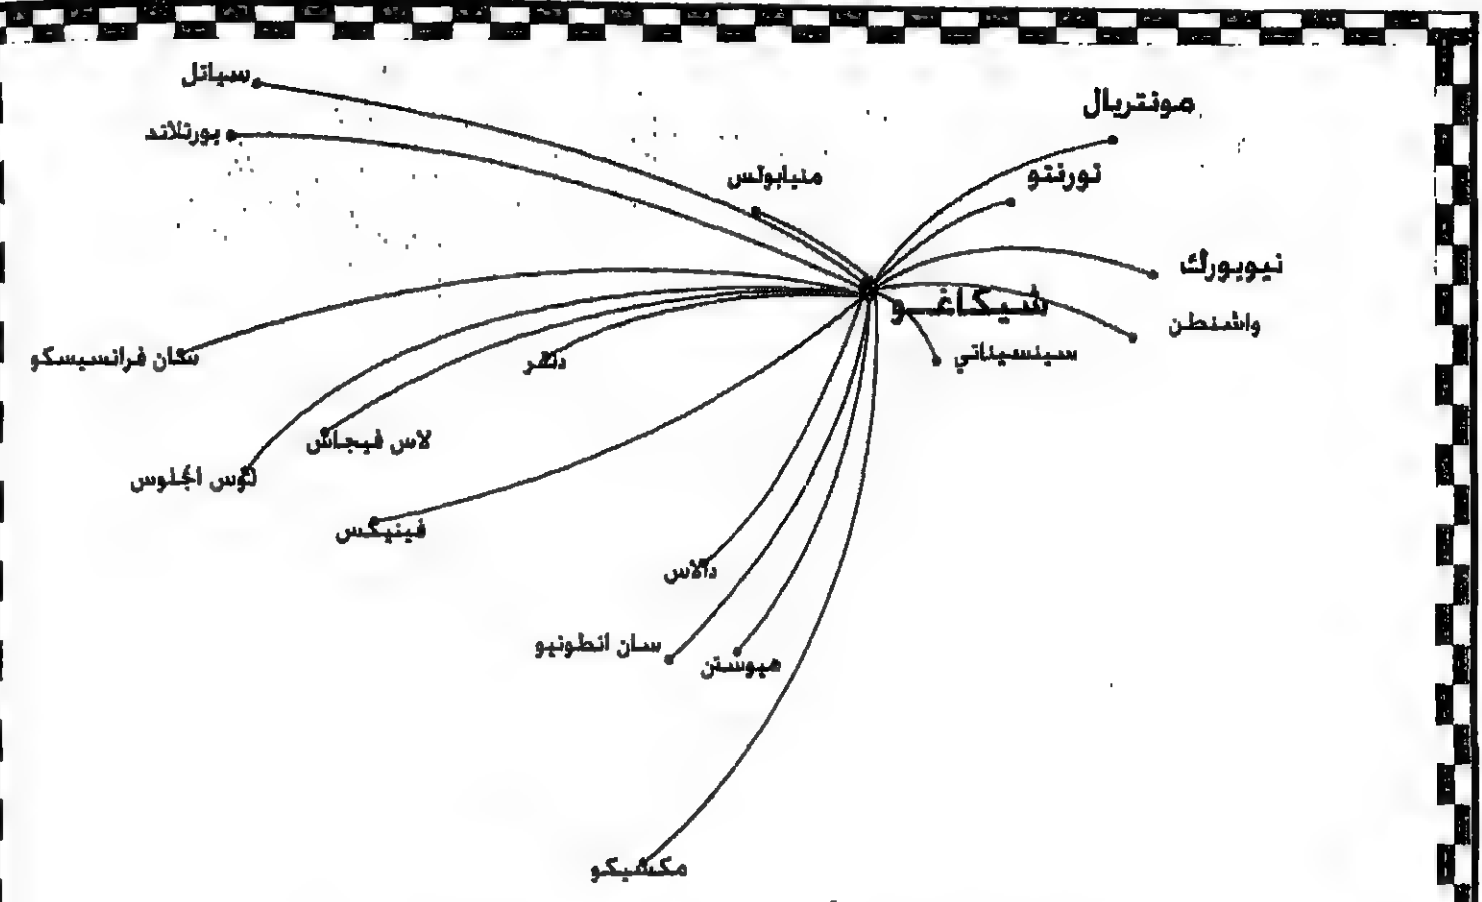 سياتل
مونتريال
بورتلاند
تورنتو
منيابولس
نيويورك
شيكاغو
واشنطن
سينسيناتي
سان فرانسيسكو
دنفر
لاس فيجاس
لوس انجلوس
فينيكس
دالاس
سان انطونيو
هيوستن
مكسيكو